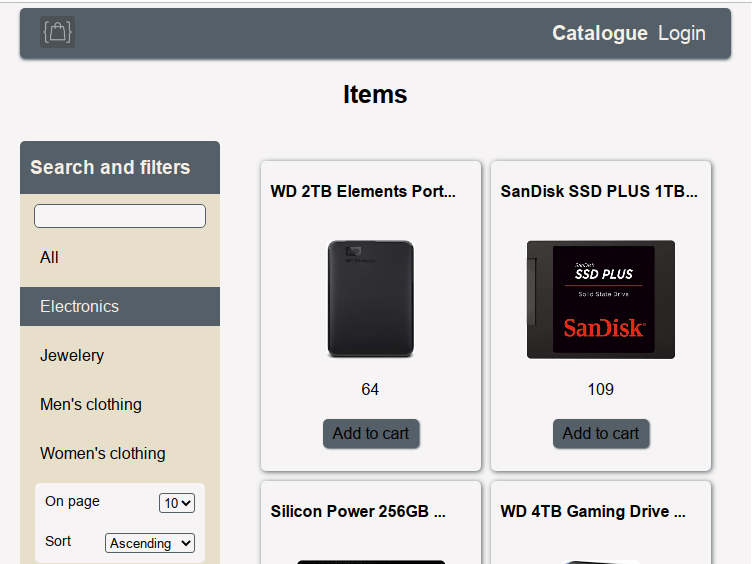 Catalogue Login
Items
Search and filters
All
Electronics
Jewelery
Men's clothing
Women's clothing
On page 10
Sort Ascending
WD 2TB Elements Port...
64
Add to cart
SanDisk SSD PLUS 1TB...
SanDisk
SSD PLUS
Solid State Drive
SanDisk
109
Add to cart
Silicon Power 256GB ...
WD 4TB Gaming Drive ...